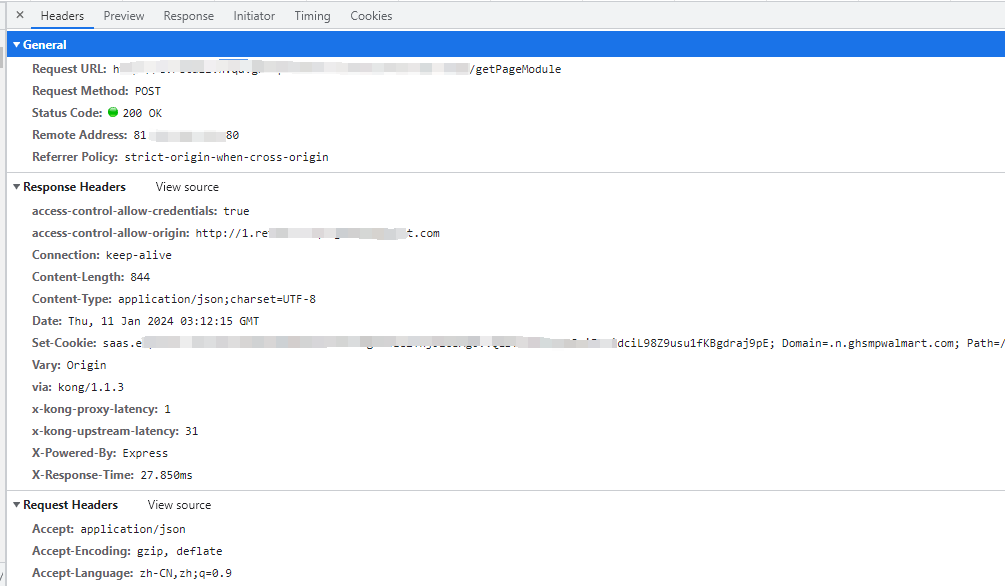 × Headers Preview Response Initiator Timing Cookies
▼ General
Request URL: h /getPageModule
Request Method: POST
Status Code: 200 OK
Remote Address: 81 80
Referrer Policy: strict-origin-when-cross-origin
▼ Response Headers View source
access-control-allow-credentials: true
access-control-allow-origin: http://1.re t.com
Connection: keep-alive
Content-Length: 844
Content-Type: application/json;charset=UTF-8
Date: Thu, 11 Jan 2024 03:12:15 GMT
Set-Cookie: saas.e dciL98Z9usu1fKBgdraj9pE; Domain=.n.ghsmpwalmart.com; Path=/
Vary: Origin
via: kong/1.1.3
x-kong-proxy-latency: 1
x-kong-upstream-latency: 31
X-Powered-By: Express
X-Response-Time: 27.850ms
▼ Request Headers View source
Accept: application/json
Accept-Encoding: gzip, deflate
Accept-Language: zh-CN,zh;q=0.9